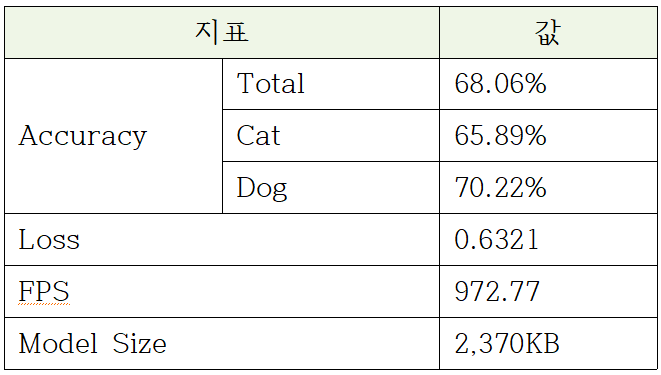 지표 값
Accuracy Total 68.06%
Cat 65.89%
Dog 70.22%
Loss 0.6321
FPS 972.77
Model Size 2,370KB